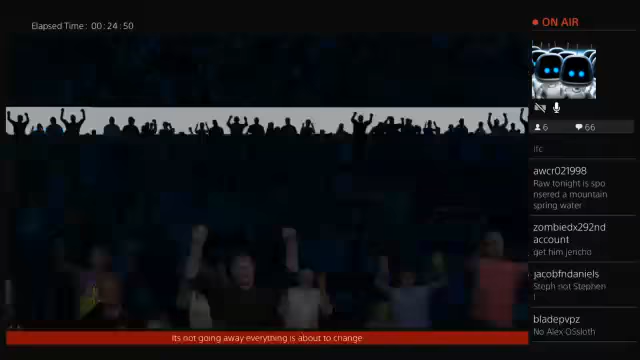 Elapsed Time: 00:24:50
ON AIR
6
66
lfc
awcr021998
Raw tonight is spo
nsered a mountain
spring water
zombiedx292nd
account
get him jericho
jacobfndaniels
Steph not Stephen
!
bladepvpz
No Alex OSsloth
its not going away everything is about to change